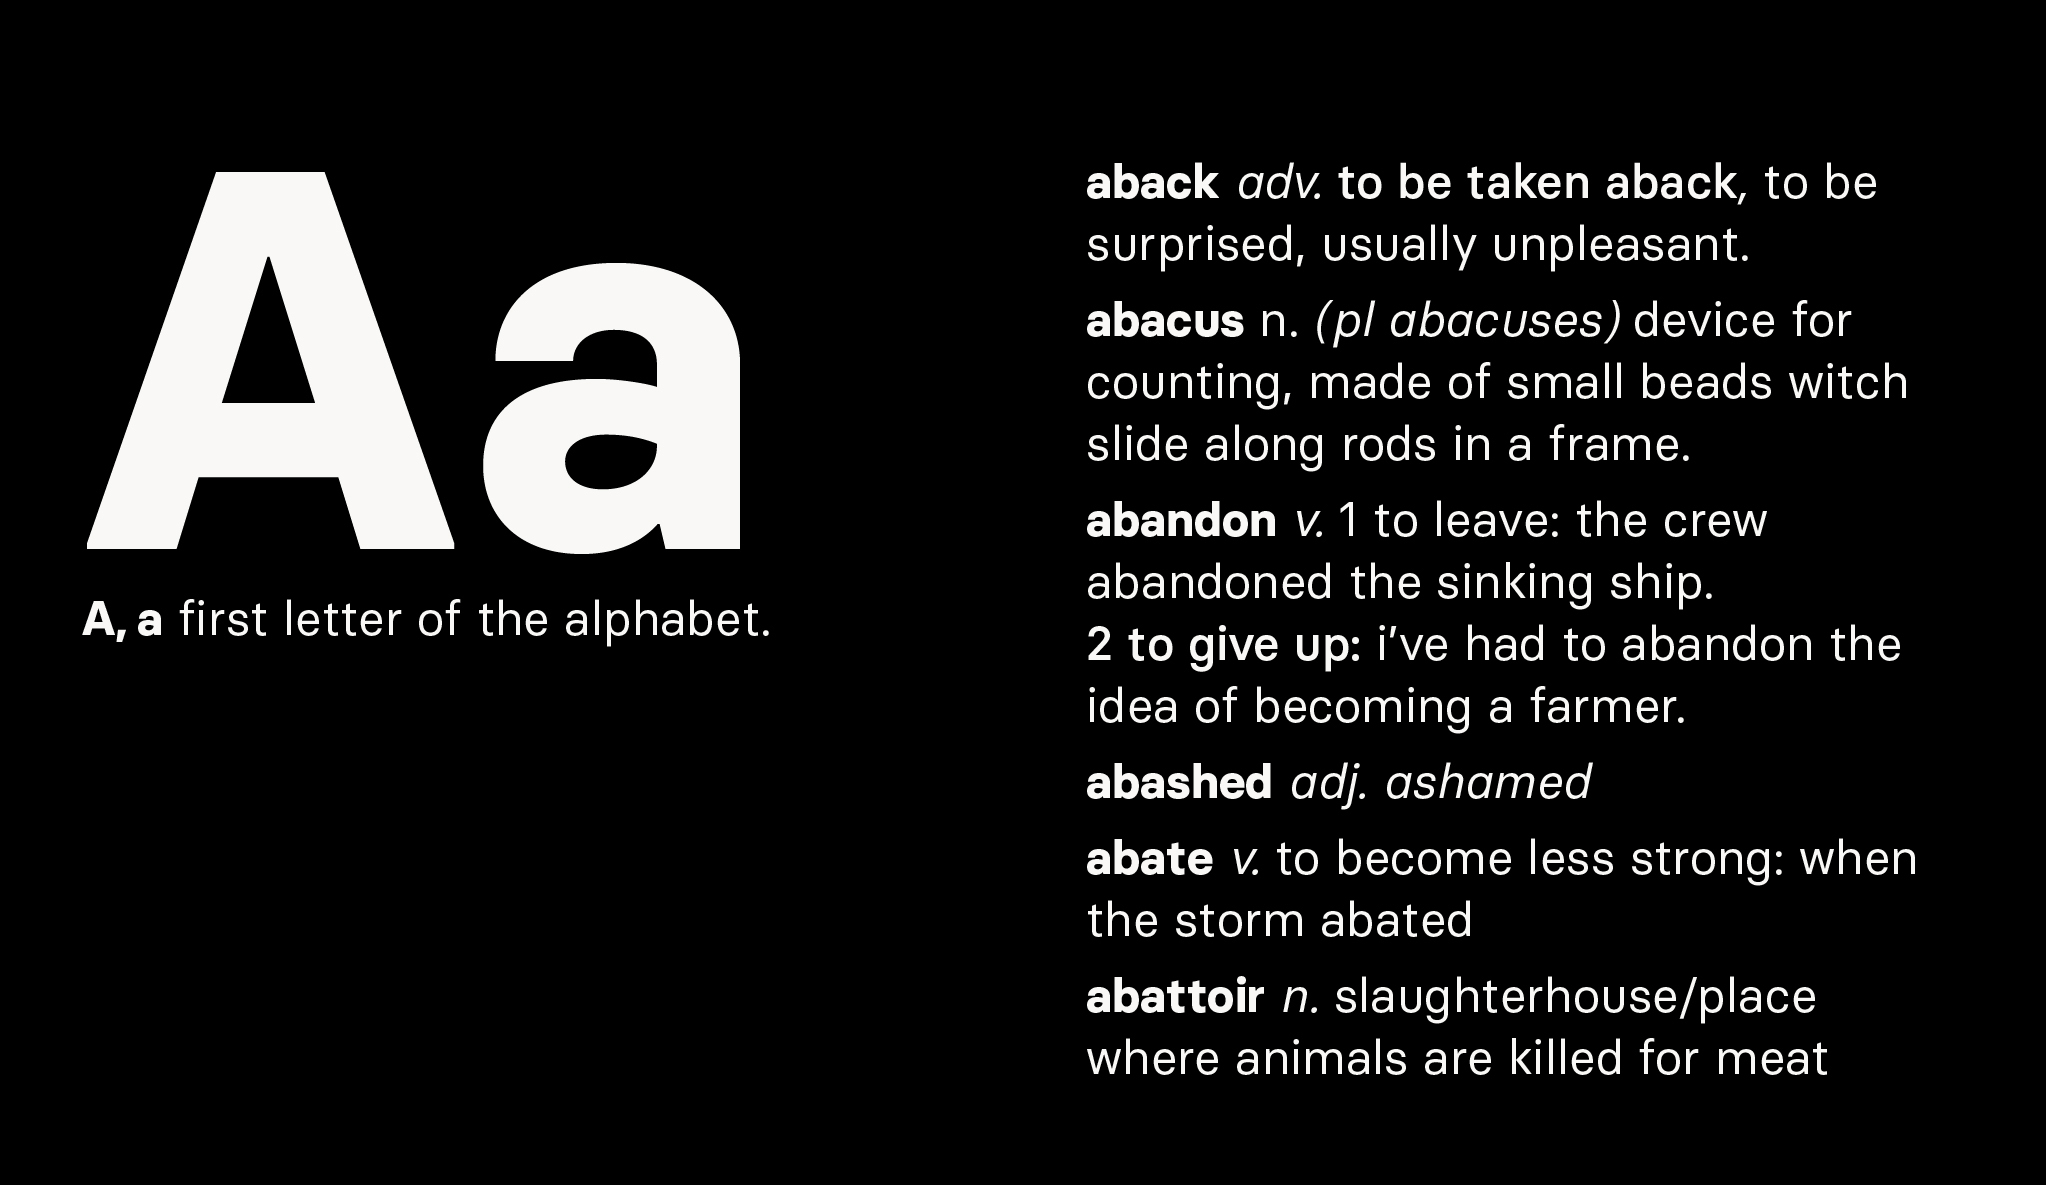 Aa
A, a first letter of the alphabet.
aback adv. to be taken aback, to be
surprised, usually unpleasant.
abacus n. (pl abacuses) device for
counting, made of small beads witch
slide along rods in a frame.
abandon v. 1 to leave: the crew
abandoned the sinking ship.
2 to give up: i’ve had to abandon the
idea of becoming a farmer.
abashed adj. ashamed
abate v. to become less strong: when
the storm abated
abattoir n. slaughterhouse/place
where animals are killed for meat